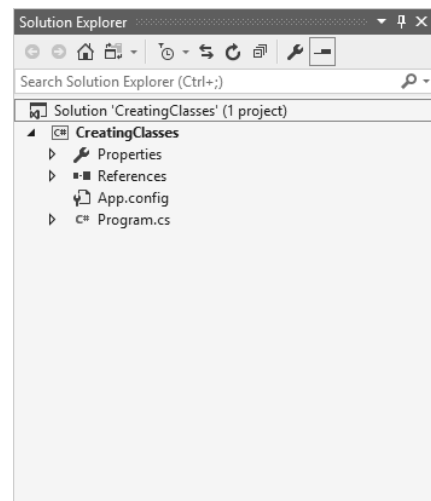 Solution Explorer
Search Solution Explorer (Ctrl+;)
Solution 'CreatingClasses' (1 project)
C# CreatingClasses
Properties
References
App.config
C# Program.cs